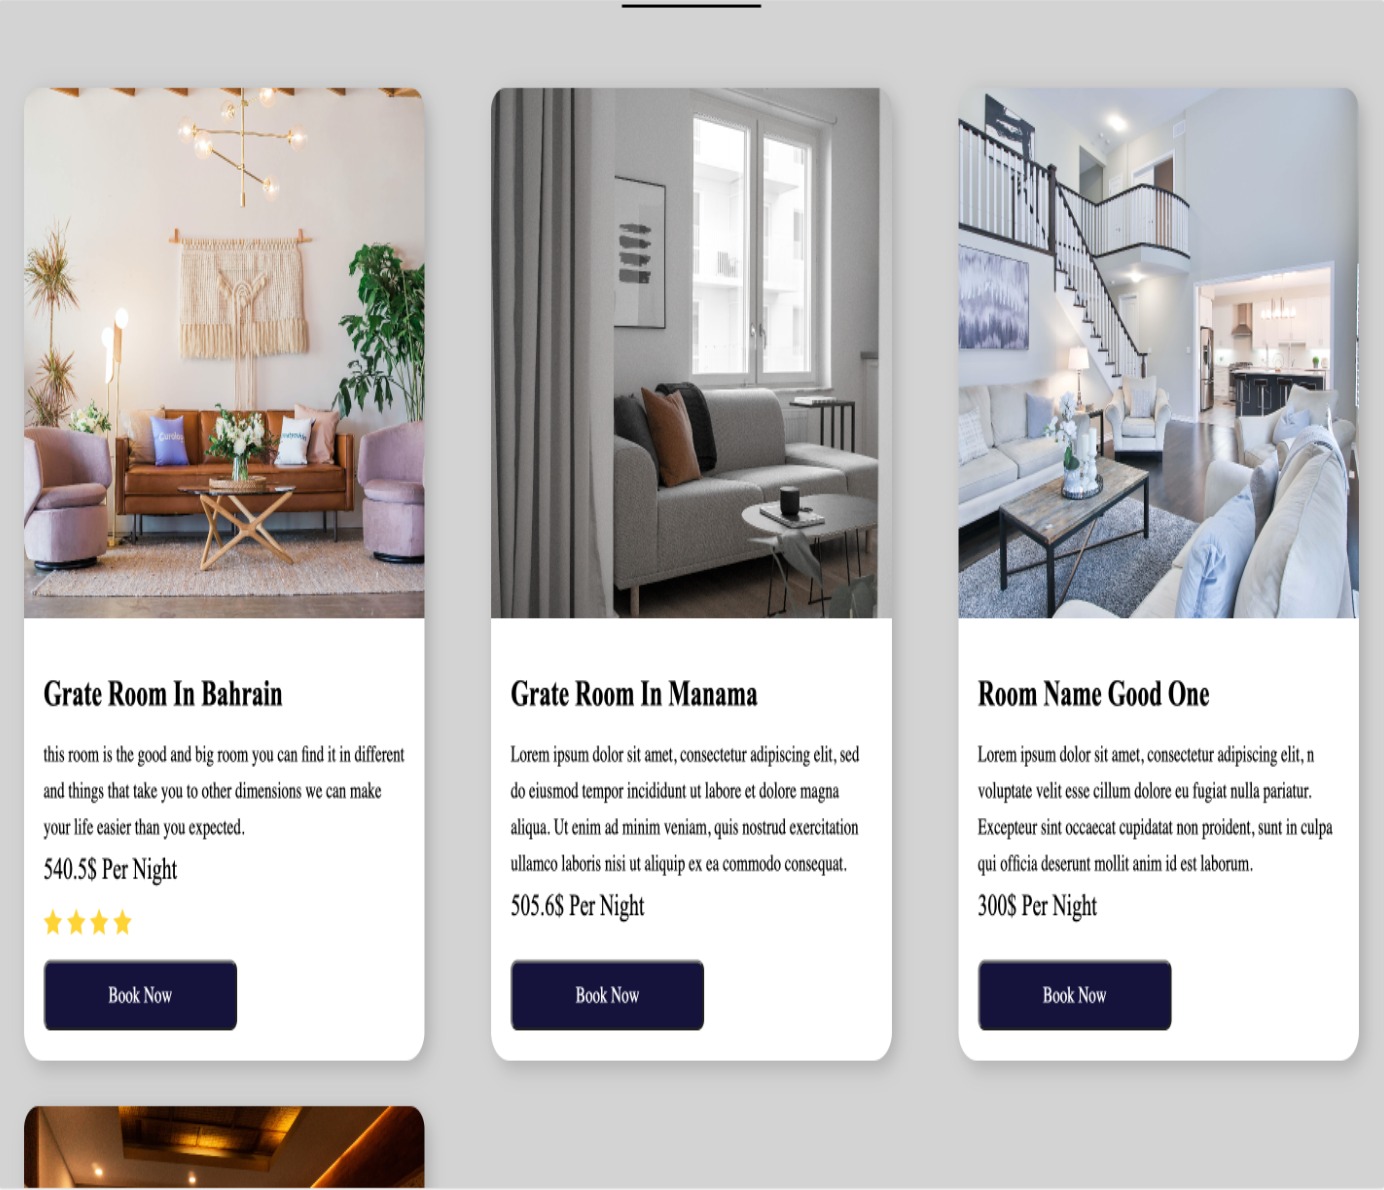 Grate Room In Bahrain
this room is the good and big room you can find it in different
and things that take you to other dimensions we can make
your life easier than you expected.
540.5$ Per Night
Book Now
Grate Room In Manama
Lorem ipsum dolor sit amet, consectetur adipiscing elit, sed
do eiusmod tempor incididunt ut labore et dolore magna
aliqua. Ut enim ad minim veniam, quis nostrud exercitation
ullamco laboris nisi ut aliquip ex ea commodo consequat.
505.6$ Per Night
Book Now
Room Name Good One
Lorem ipsum dolor sit amet, consectetur adipiscing elit, n
voluptate velit esse cillum dolore eu fugiat nulla pariatur.
Excepteur sint occaecat cupidatat non proident, sunt in culpa
qui officia deserunt mollit anim id est laborum.
300$ Per Night
Book Now